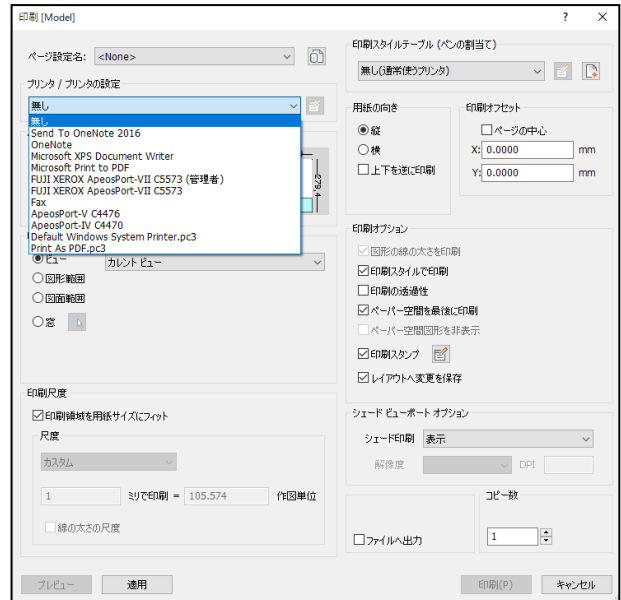 印刷 [Model]
?
×
ページ設定名:
<None>
プリンタ / プリンタの設定
無し
無し
Send To OneNote 2016
OneNote
Microsoft XPS Document Writer
Microsoft Print to PDF
FUJI XEROX ApeosPort-VII C5573 (管理者)
FUJI XEROX ApeosPort-VII C5573
Fax
ApeosPort-V C4476
ApeosPort-IV C4470
Default Windows System Printer.pc3
Print As PDF.pc3
279,4
ビュー
カレント ビュー
図形範囲
図面範囲
窓
印刷尺度
印刷領域を用紙サイズにフィット
尺度
カスタム
1
ミリで印刷 =
105.574
作図単位
線の太さの尺度
プレビュー
適用
印刷スタイルテーブル (ペンの割当て)
無し(通常使うプリンタ)
用紙の向き
縦
横
上下を逆に印刷
印刷オフセット
ページの中心
X: 0.0000 mm
Y: 0.0000 mm
印刷オプション
図形の線の太さを印刷
印刷スタイルで印刷
印刷の透過性
ペーパー空間を最後に印刷
ペーパー空間図形を非表示
印刷スタンプ
レイアウトへ変更を保存
シェード ビューポート オプション
シェード印刷
表示
解像度
DPI
ファイルへ出力
コピー数
1
印刷(P)
キャンセル